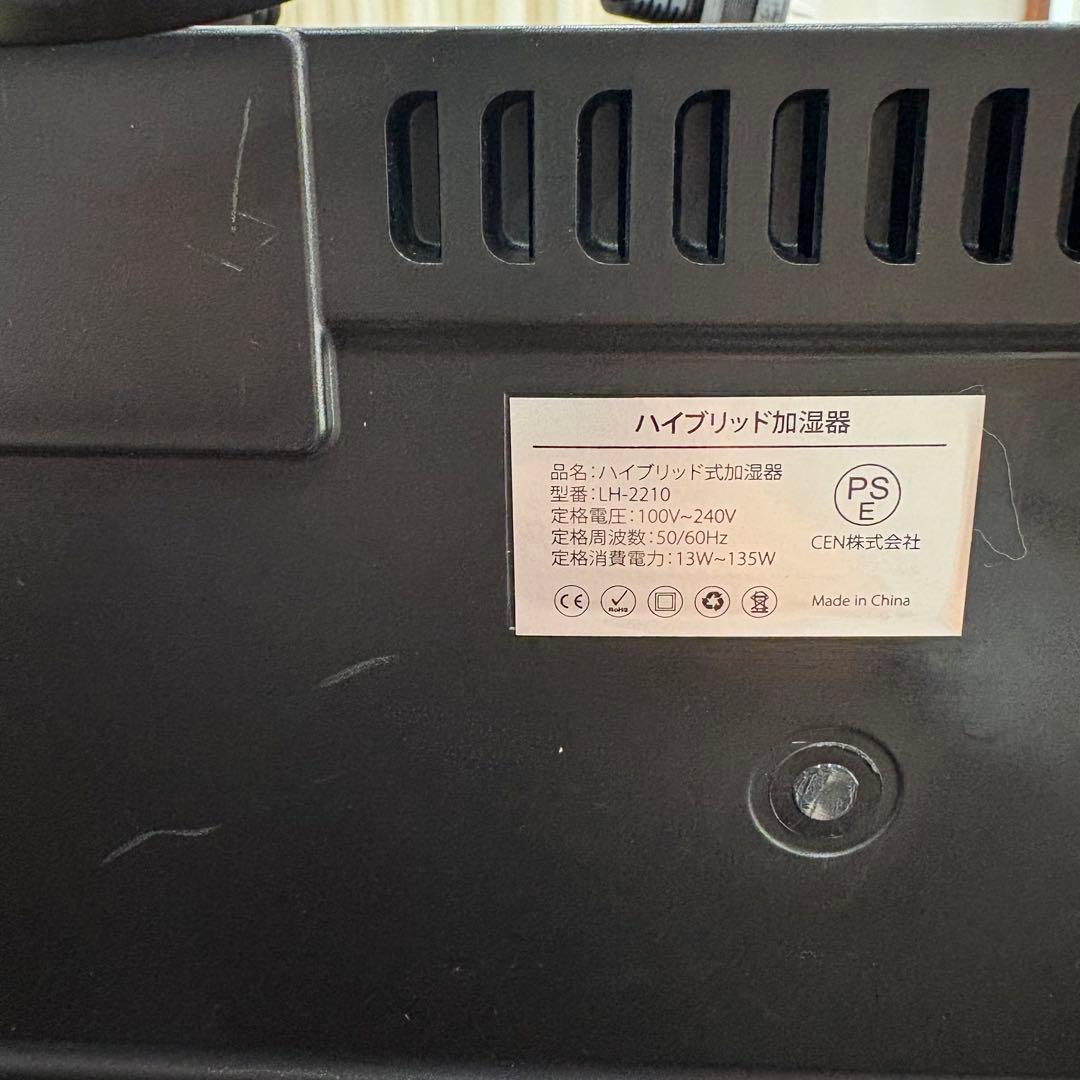 ハイブリッド加湿器
品名:ハイブリッド式加湿器
型番:LH-2210
定格電圧:100V~240V
定格周波数:50/60Hz
定格消費電力:13W~135W
PS
E
CEN株式会社
CE
RoHS
Made in China